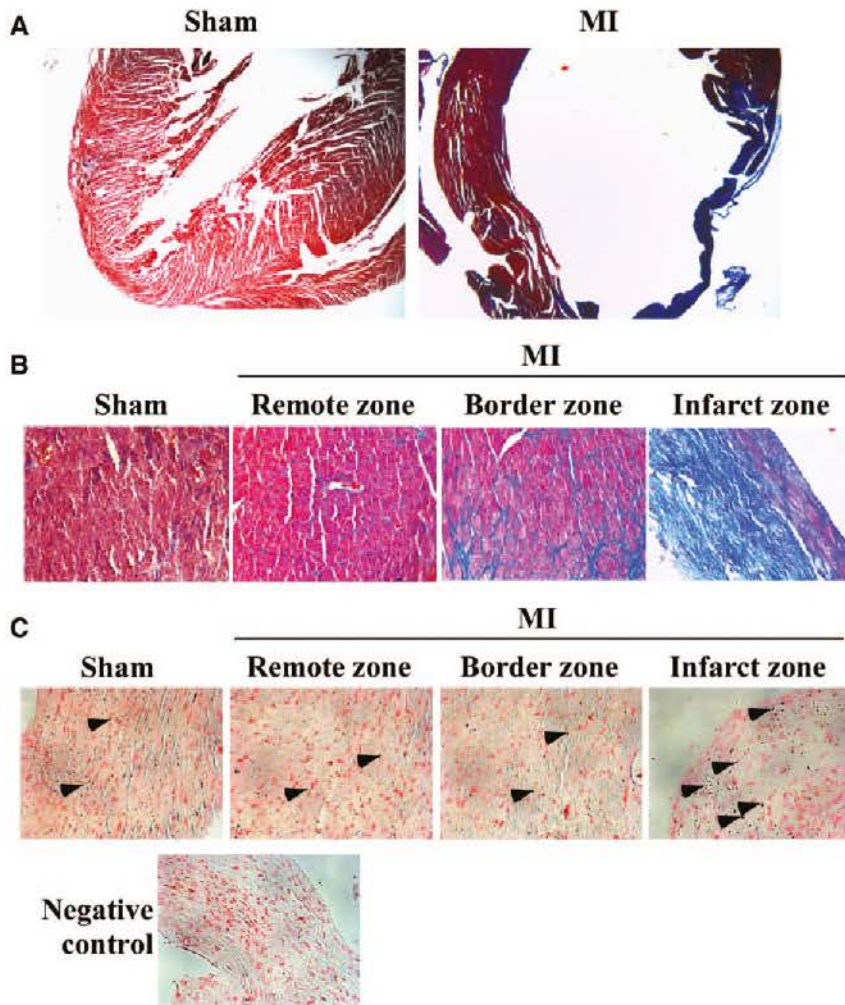 A
Sham MI
B
MI
Sham Remote zone Border zone Infarct zone
C
MI
Sham Remote zone Border zone Infarct zone
Negative
control